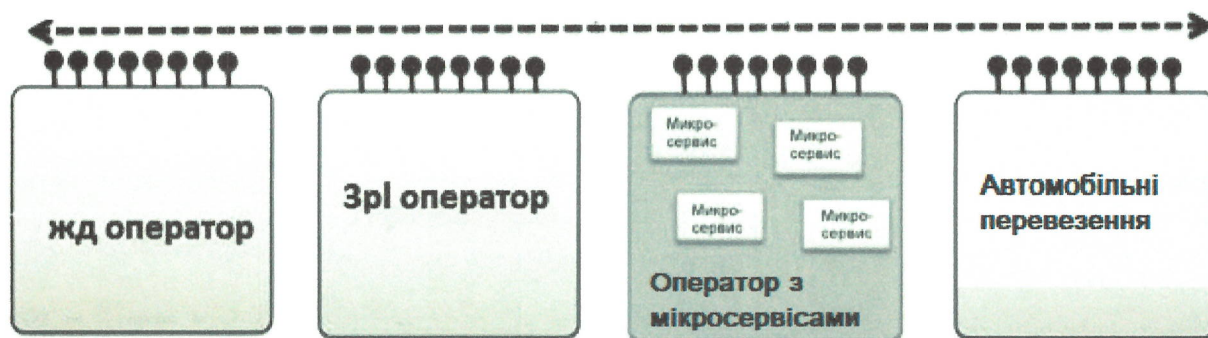 жд оператор
3pl оператор
Микро-
сервис
Микро-
сервис
Микро-
сервис
Микро-
сервис
Оператор з
мікросервісами
Автомобільні
перевезення